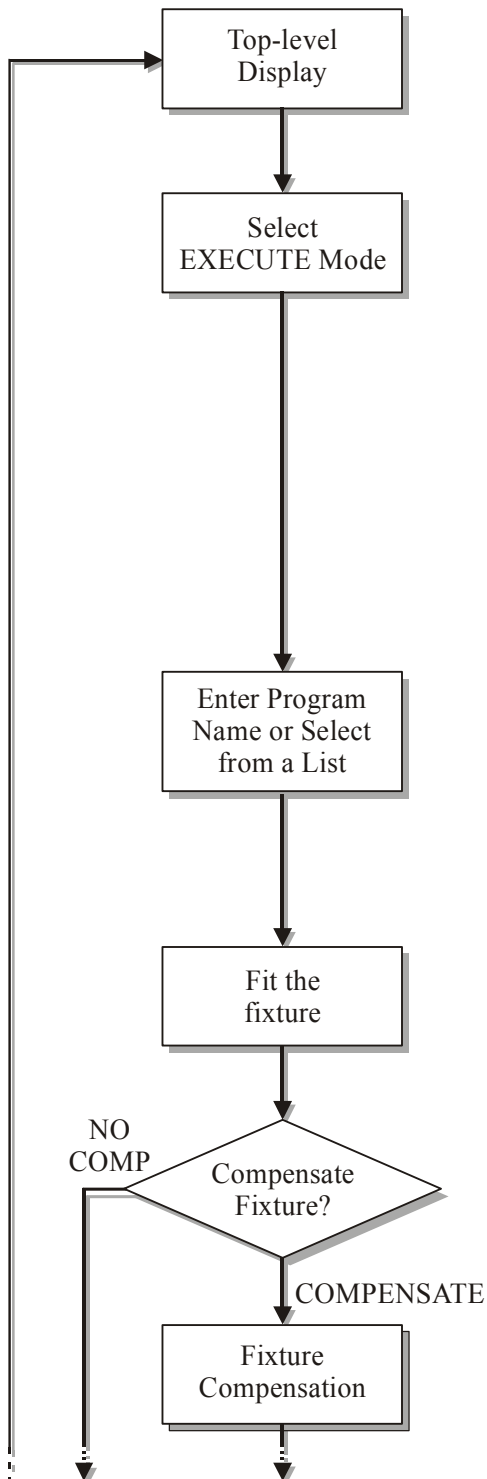 Top-level
Display
Select
EXECUTE Mode
Enter Program
Name or Select
from a List
Fit the
fixture
NO
COMP
Compensate
Fixture?
COMPENSATE
Fixture
Compensation